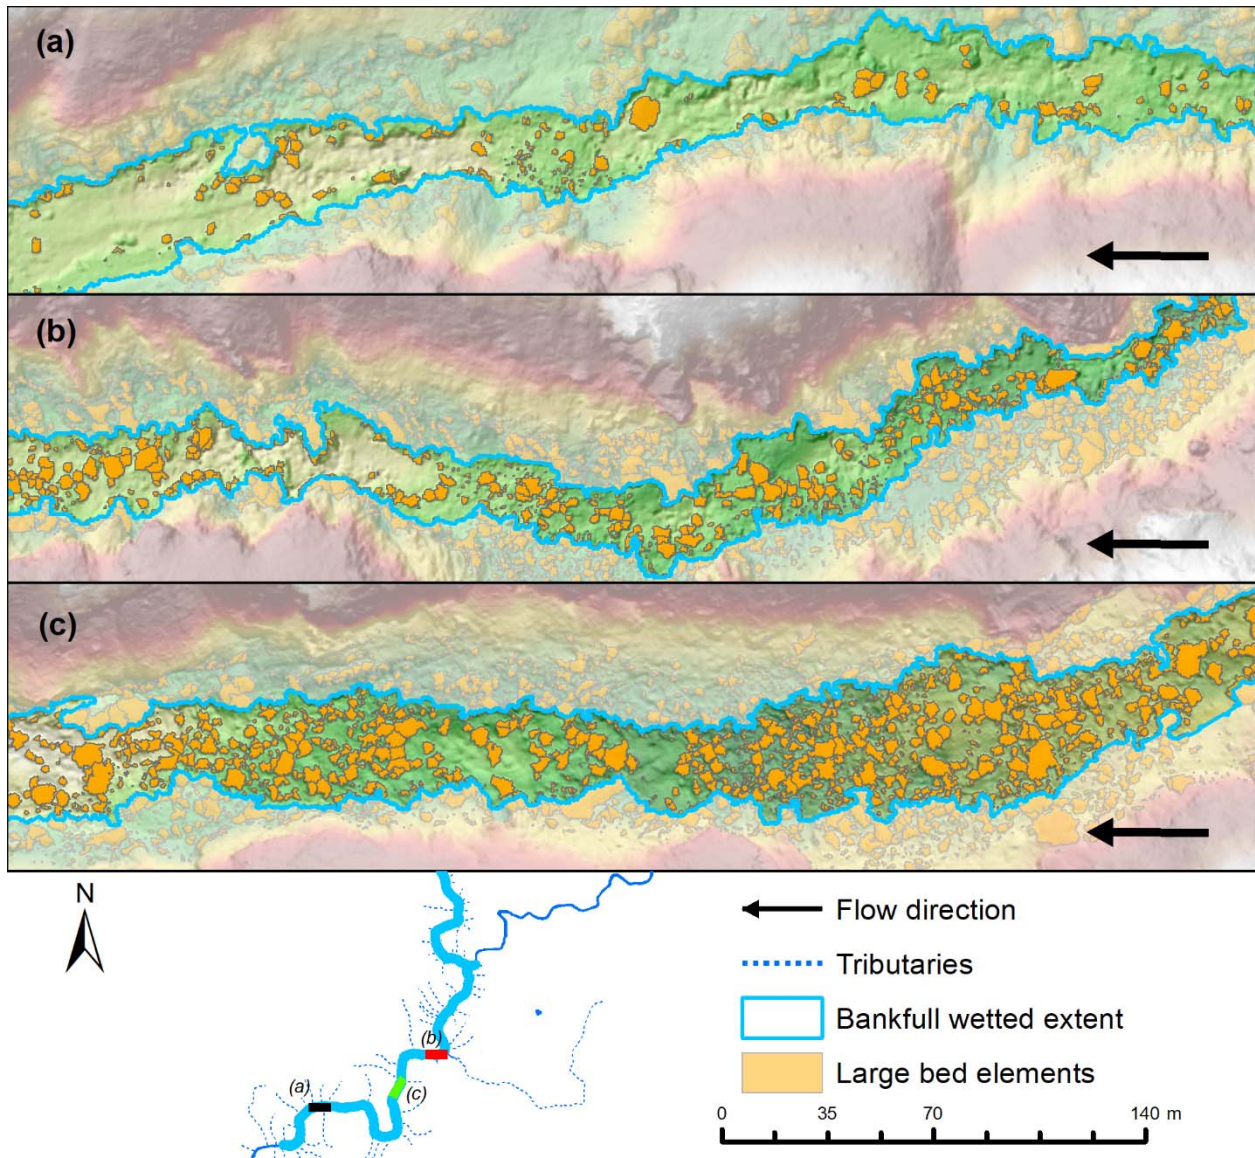 (a)
(b)
(c)
N
(b)
(a)
(c)
Flow direction
Tributaries
Bankfull wetted extent
Large bed elements
0 35 70 140 m